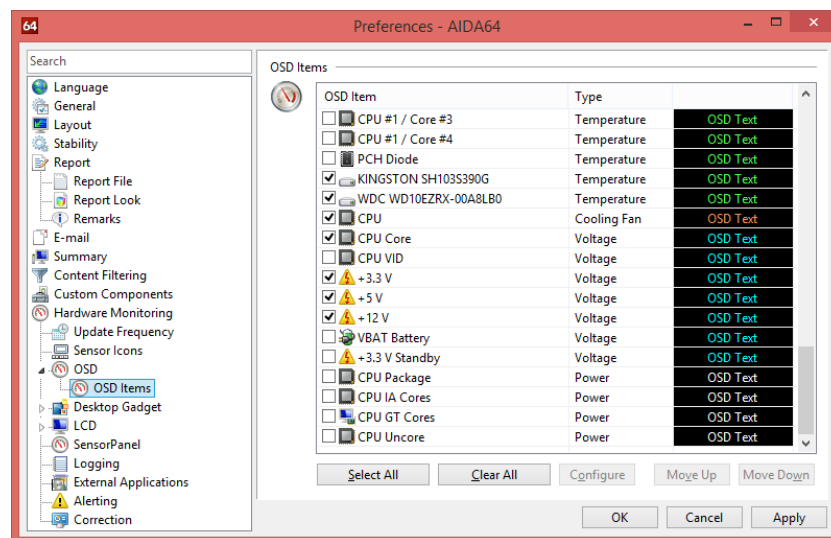 64 Preferences - AIDA64
Search
Language
General
Layout
Stability
Report
Report File
Report Look
Remarks
E-mail
Summary
Content Filtering
Custom Components
Hardware Monitoring
Update Frequency
Sensor Icons
OSD
OSD Items
Desktop Gadget
LCD
SensorPanel
Logging
External Applications
Alerting
Correction
OSD Items
OSD Item Type
CPU #1 / Core #3 Temperature OSD Text
CPU #1 / Core #4 Temperature OSD Text
PCH Diode Temperature OSD Text
KINGSTON SH103S390G Temperature OSD Text
WDC WD10EZRX-00A8LB0 Temperature OSD Text
CPU Cooling Fan OSD Text
CPU Core Voltage OSD Text
CPU VID Voltage OSD Text
+3.3 V Voltage OSD Text
+5 V Voltage OSD Text
+12 V Voltage OSD Text
VBAT Battery Voltage OSD Text
+3.3 V Standby Voltage OSD Text
CPU Package Power OSD Text
CPU IA Cores Power OSD Text
CPU GT Cores Power OSD Text
CPU Uncore Power OSD Text
Select All Clear All Configure Move Up Move Down
OK Cancel Apply